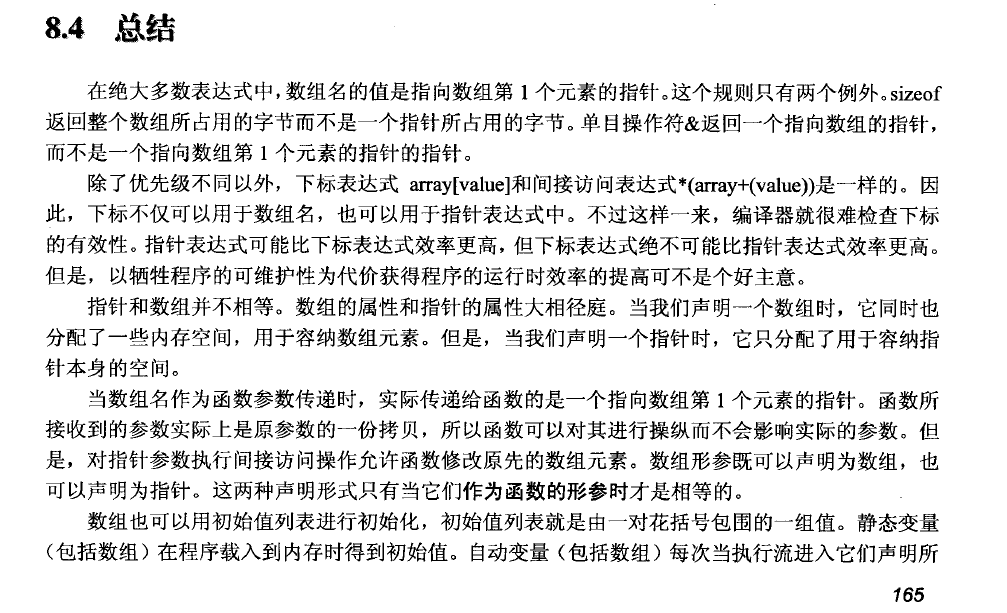 8.4 总结
在绝大多数表达式中，数组名的值是指向数组第 1 个元素的指针。这个规则只有两个例外。sizeof
返回整个数组所占用的字节而不是一个指针所占用的字节。单目操作符&返回一个指向数组的指针，
而不是一个指向数组第 1 个元素的指针的指针。
除了优先级不同以外，下标表达式 array[value]和间接访问表达式*(array+(value))是一样的。因
此，下标不仅可以用于数组名，也可以用于指针表达式中。不过这样一来，编译器就很难检查下标
的有效性。指针表达式可能比下标表达式效率更高，但下标表达式绝不可能比指针表达式效率更高。
但是，以牺牲程序的可维护性为代价获得程序的运行时效率的提高可不是个好主意。
指针和数组并不相等。数组的属性和指针的属性大相径庭。当我们声明一个数组时，它同时也
分配了一些内存空间，用于容纳数组元素。但是，当我们声明一个指针时，它只分配了用于容纳指
针本身的空间。
当数组名作为函数参数传递时，实际传递给函数的是一个指向数组第 1 个元素的指针。函数所
接收到的参数实际上是原参数的一份拷贝，所以函数可以对其进行操纵而不会影响实际的参数。但
是，对指针参数执行间接访问操作允许函数修改原先的数组元素。数组形参既可以声明为数组，也
可以声明为指针。这两种声明形式只有当它们作为函数的形参时才是相等的。
数组也可以用初始值列表进行初始化，初始值列表就是由一对花括号包围的一组值。静态变量
（包括数组）在程序载入到内存时得到初始值。自动变量（包括数组）每次当执行流进入它们声明所
165